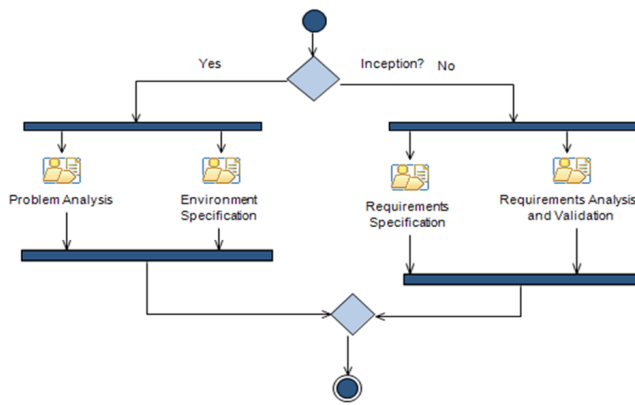 Yes
Inception?
No
Problem Analysis
Environment
Specification
Requirements
Specification
Requirements Analysis
and Validation